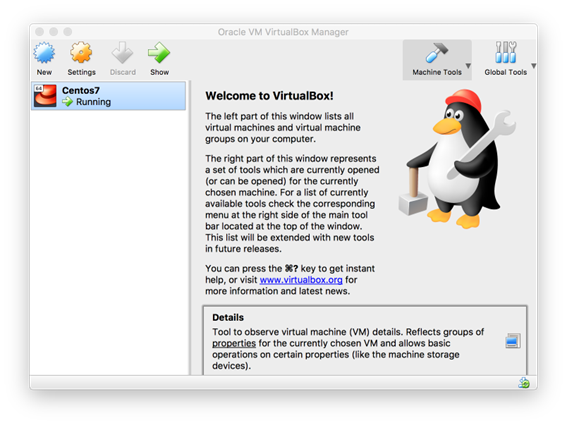 Oracle VM VirtualBox Manager
New Settings Discard Show Machine Tools Global Tools
64 Centos7
Running
Welcome to VirtualBox!
The left part of this window lists all
virtual machines and virtual machine
groups on your computer.
The right part of this window represents
a set of tools which are currently opened
(or can be opened) for the currently
chosen machine. For a list of currently
available tools check the corresponding
menu at the right side of the main tool
bar located at the top of the window.
This list will be extended with new tools
in future releases.
You can press the ⌘? key to get instant
help, or visit www.virtualbox.org for
more information and latest news.
Details
Tool to observe virtual machine (VM) details. Reflects groups of
properties for the currently chosen VM and allows basic
operations on certain properties (like the machine storage
devices).